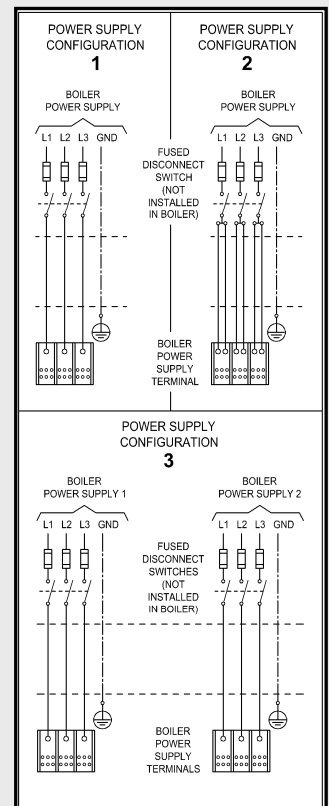 POWER SUPPLY
CONFIGURATION
1
BOILER
POWER SUPPLY
L1 L2 L3 GND
POWER SUPPLY
CONFIGURATION
2
BOILER
POWER SUPPLY
L1 L2 L3 GND
FUSED
DISCONNECT
SWITCH
(NOT
INSTALLED
IN BOILER)
BOILER
POWER
SUPPLY
TERMINAL
POWER SUPPLY
CONFIGURATION
3
BOILER
POWER SUPPLY 1
L1 L2 L3 GND
BOILER
POWER SUPPLY 2
L1 L2 L3 GND
FUSED
DISCONNECT
SWITCHES
(NOT
INSTALLED
IN BOILER)
BOILER
POWER
SUPPLY
TERMINALS